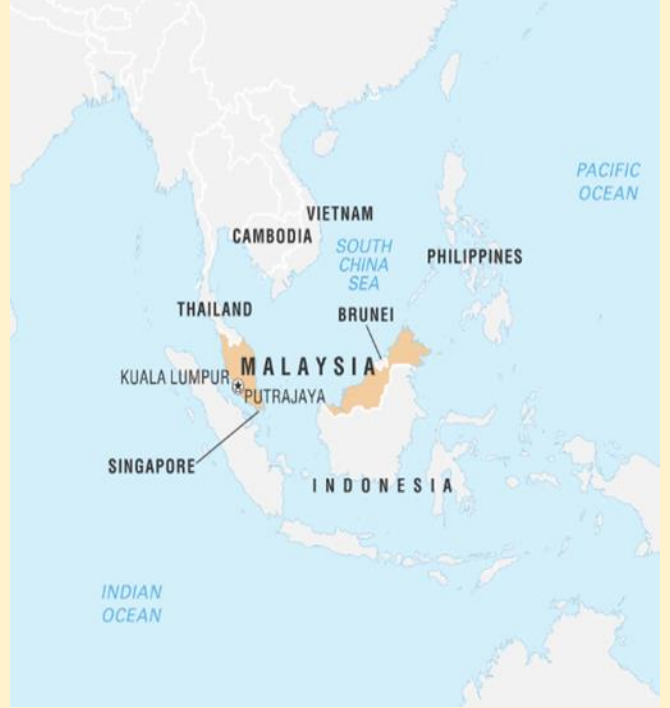 PACIFIC
OCEAN
VIETNAM
CAMBODIA
SOUTH
CHINA
SEA
PHILIPPINES
THAILAND
BRUNEI
MALAYSIA
KUALA LUMPUR
PUTRAJAYA
SINGAPORE
INDONESIA
INDIAN
OCEAN